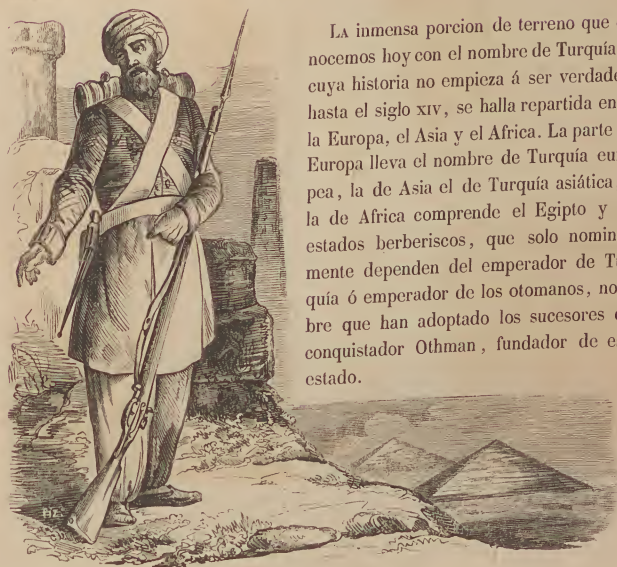 LA inmensa porcion de terreno que
nocemos hoy con el nombre de Turquía
cuya historia no empieza á ser verdade
hasta el siglo XIV, se halla repartida en
la Europa, el Asia y el Africa. La parte
Europa lleva el nombre de Turquía eu
pea, la de Asia el de Turquía asiática
la de Africa comprende el Egipto y
estados berberiscos, que solo nomin
mente dependen del emperador de T
quía ó emperador de los otomanos, no
bre que han adoptado los sucesores
conquistador Othman, fundador de e
estado.